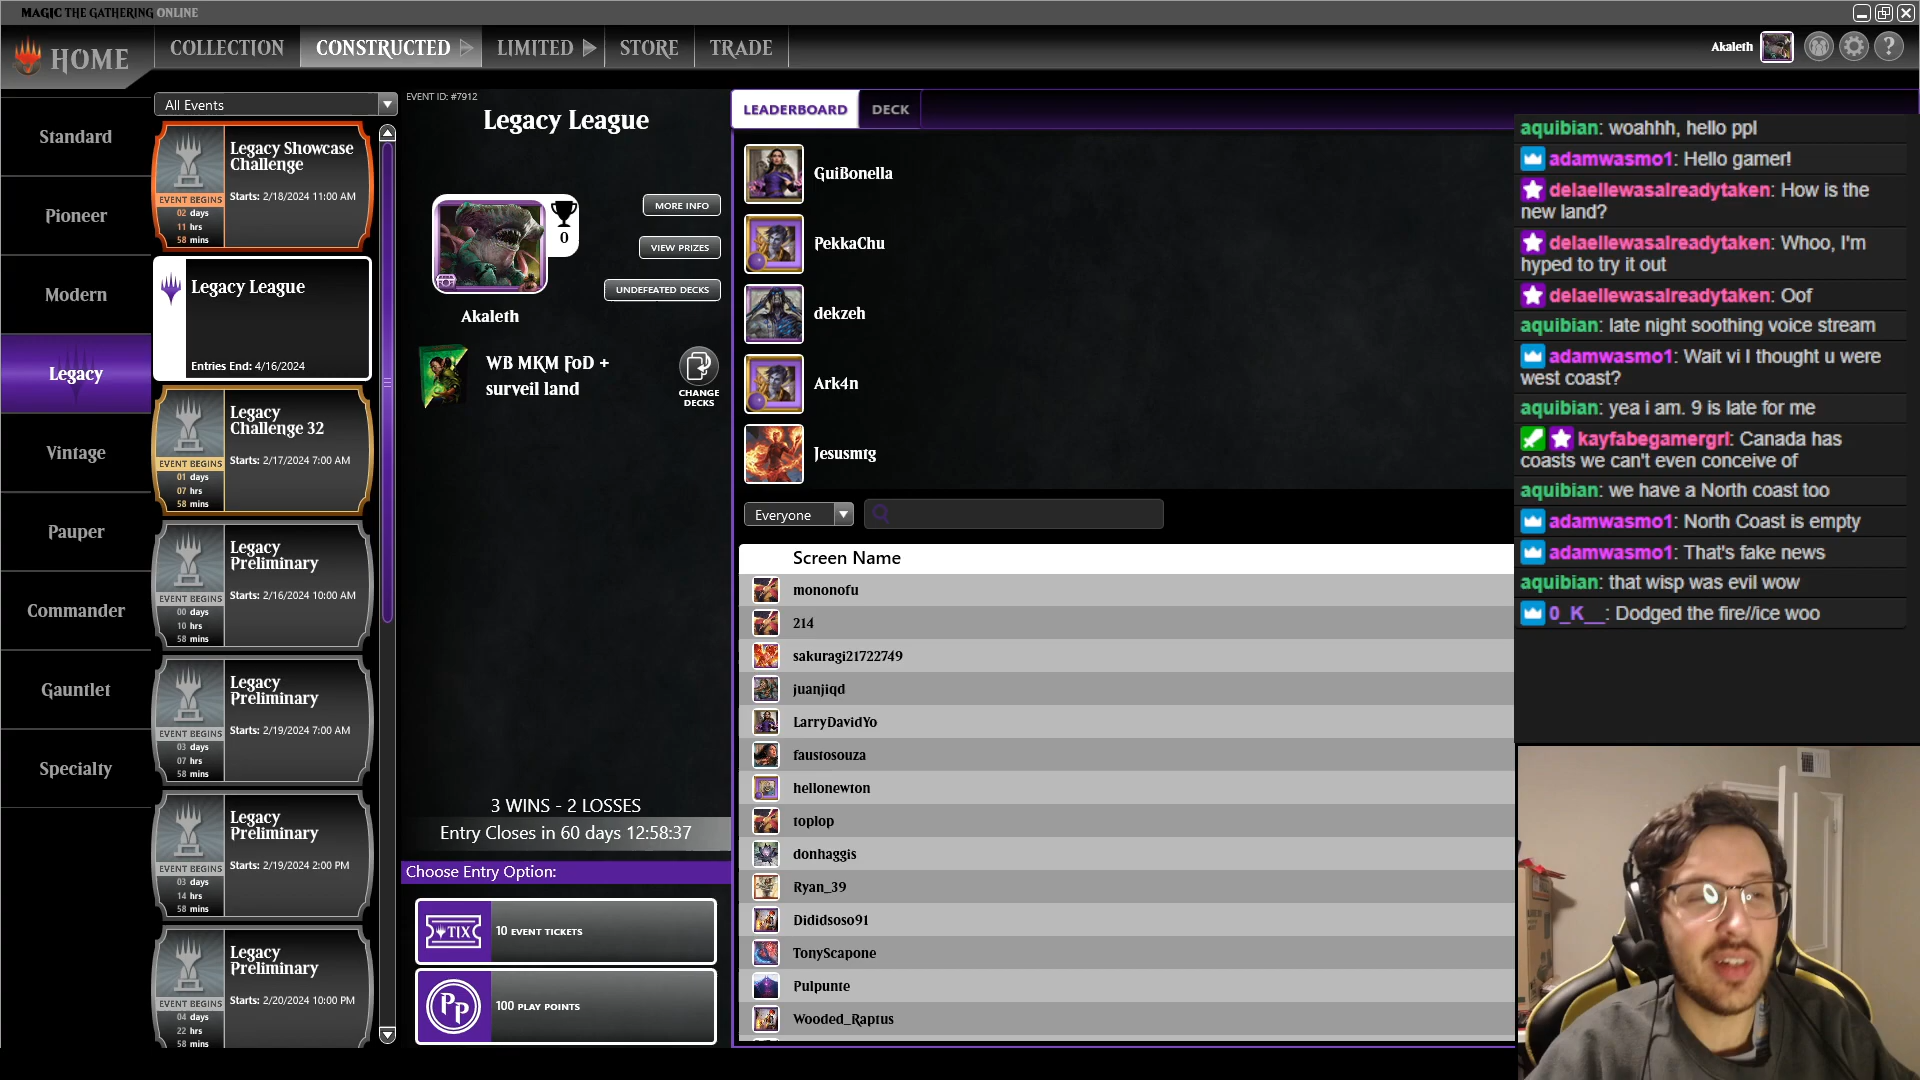 MAGIC THE GATHERING ONLINE
HOME
COLLECTION
CONSTRUCTED
LIMITED
STORE
TRADE
Akaleth
?
Standard
Pioneer
Modern
Legacy
Vintage
Pauper
Commander
Gauntlet
Specialty
All Events
Legacy Showcase
Challenge
Starts: 2/18/2024 11:00 AM
EVENT BEGINS
02 days
11 hrs
58 mins
Legacy League
Entries End: 4/16/2024
Legacy
Challenge 32
Starts: 2/17/2024 7:00 AM
EVENT BEGINS
01 days
07 hrs
58 mins
Legacy
Preliminary
Starts: 2/16/2024 10:00 AM
EVENT BEGINS
00 days
10 hrs
58 mins
Legacy
Preliminary
Starts: 2/19/2024 7:00 AM
EVENT BEGINS
03 days
07 hrs
58 mins
Legacy
Preliminary
Starts: 2/19/2024 2:00 PM
EVENT BEGINS
03 days
14 hrs
58 mins
Legacy
Preliminary
Starts: 2/20/2024 10:00 PM
EVENT BEGINS
04 days
22 hrs
58 mins
EVENT ID: #7912
Legacy League
0
Akaleth
MORE INFO
VIEW PRIZES
UNDEFEATED DECKS
WB MKM FoD +
surveil land
CHANGE
DECKS
3 WINS - 2 LOSSES
Entry Closes in 60 days 12:58:37
Choose Entry Option:
TIX
10 EVENT TICKETS
PP
100 PLAY POINTS
LEADERBOARD
DECK
GuiBonella
PekkaChu
dekzeh
Ark4n
Jesusmtg
Everyone
Screen Name
mononofu
214
sakuragi21722749
juanjiqd
LarryDavidYo
faustosouza
hellonewton
toplop
donhaggis
Ryan_39
Dididsoso91
TonyScapone
Pulpunte
Wooded_Raptus
aquibian: woahhh, hello ppl
adamwasmo1: Hello gamer!
delaellewasalreadytaken: How is the
new land?
delaellewasalreadytaken: Whoo, I'm
hyped to try it out
delaellewasalreadytaken: Oof
aquibian: late night soothing voice stream
adamwasmo1: Wait vi I thought u were
west coast?
aquibian: yea i am. 9 is late for me
kayfabegamergrl: Canada has
coasts we can't even conceive of
aquibian: we have a North coast too
adamwasmo1: North Coast is empty
adamwasmo1: That's fake news
aquibian: that wisp was evil wow
0_K__: Dodged the fire//ice woo